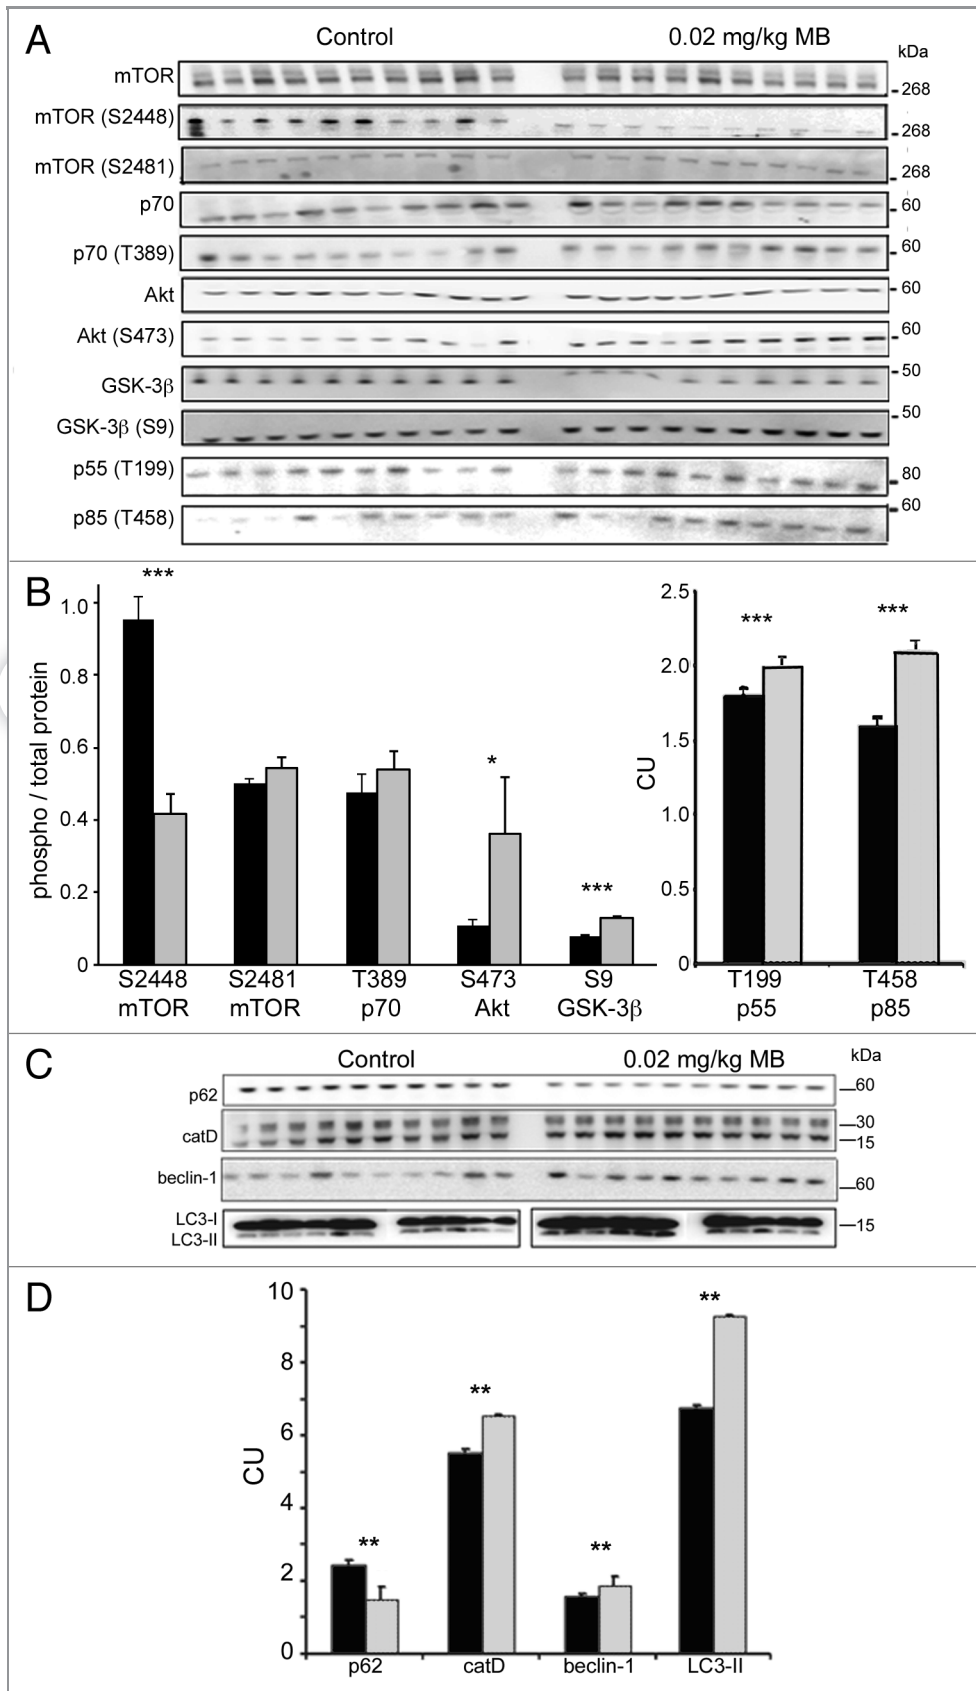 A
Control 0.02 mg/kg MB
kDa
mTOR
268
mTOR (S2448)
268
mTOR (S2481)
268
p70
60
p70 (T389)
60
Akt
60
Akt (S473)
60
GSK-3β
50
GSK-3β (S9)
50
p55 (T199)
80
p85 (T458)
60
B
***
1.0
0.8
0.6
0.4
0.2
0
phospho / total protein
*
***
S2448 S2481 T389 S473 S9
mTOR mTOR p70 Akt GSK-3β
2.5
2.0
1.5
1.0
0.5
0
CU
*** ***
T199 T458
p55 p85
C
Control 0.02 mg/kg MB
kDa
p62
60
catD
30
15
beclin-1
60
LC3-I
LC3-II
15
D
10
8
6
4
2
0
CU
** ** ** **
p62 catD beclin-1 LC3-II